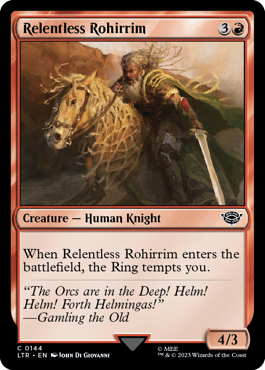 Relentless Rohirrim 3
Creature — Human Knight
When Relentless Rohirrim enters the
battlefield, the Ring tempts you.
“The Orcs are in the Deep! Helm!
Helm! Forth Helmingas!”
—Gamling the Old
4/3
C 0144
LTR • EN John Di Giovanni
© MEE
™ & © 2023 Wizards of the Coast